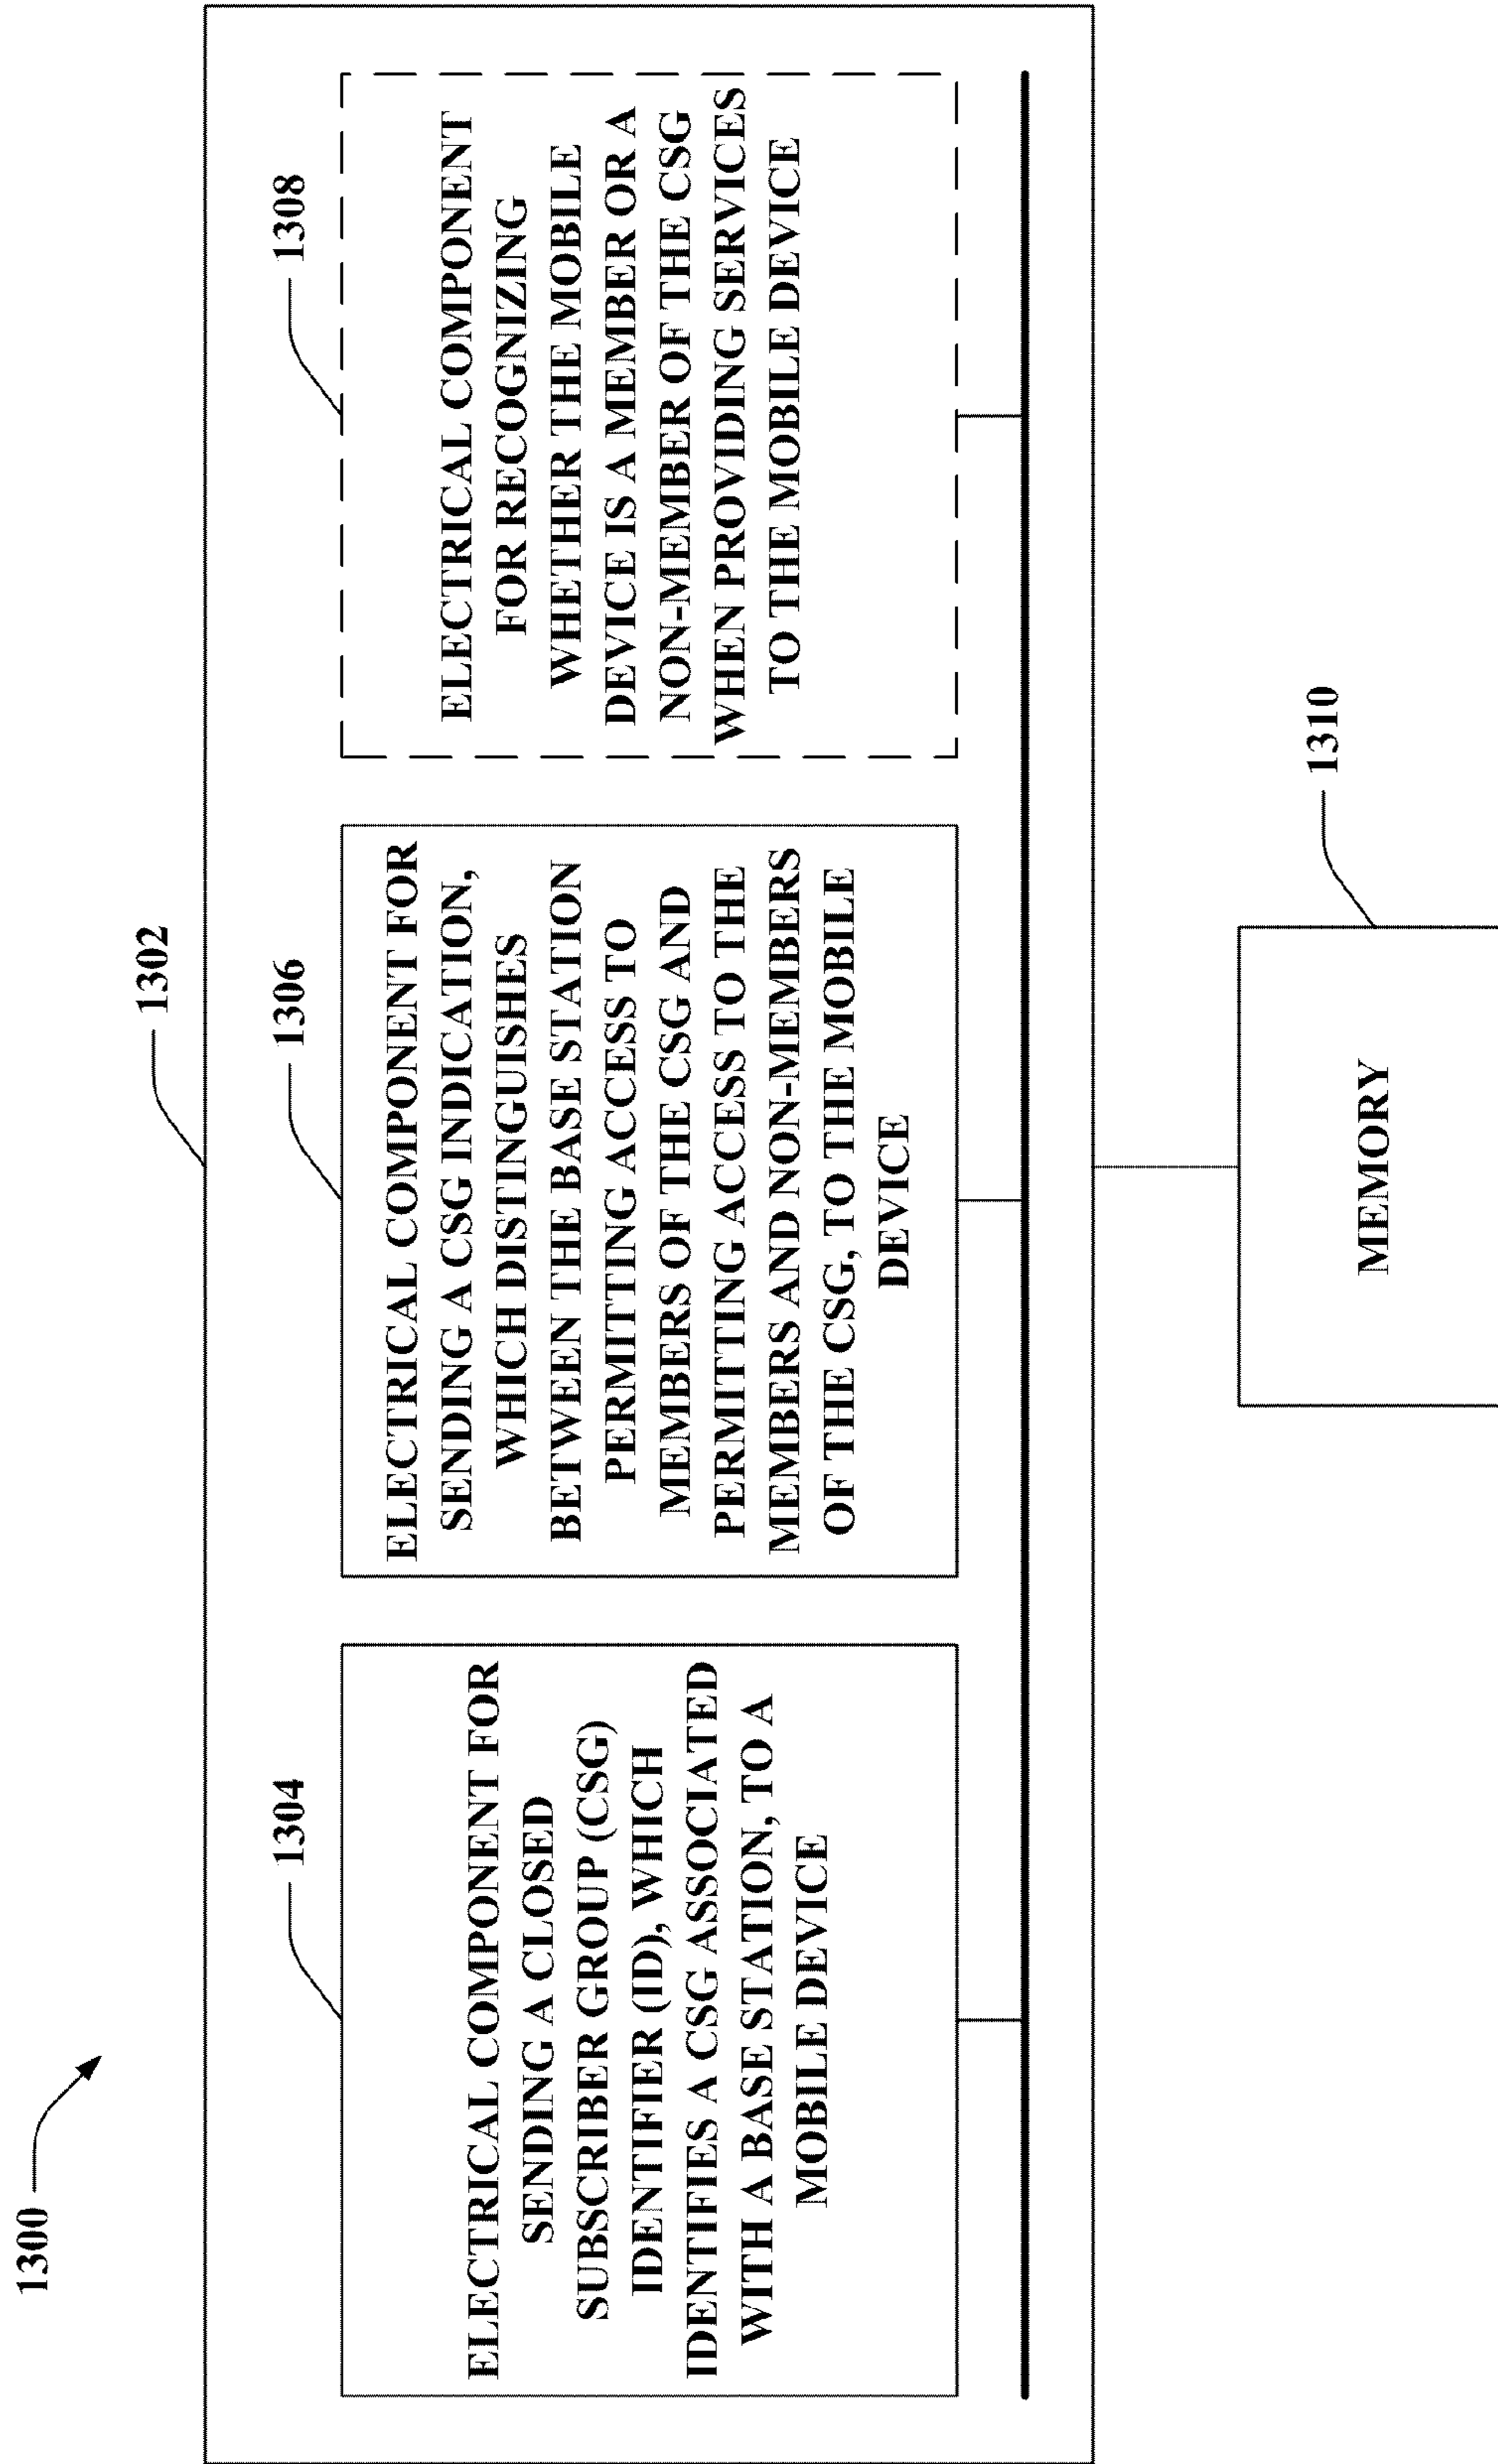 1300
1302
1304
ELECTRICAL COMPONENT FOR
SENDING A CLOSED
SUBSCRIBER GROUP (CSG)
IDENTIFIER (ID), WHICH
IDENTIFIES A CSG ASSOCIATED
WITH A BASE STATION, TO A
MOBILE DEVICE
1306
ELECTRICAL COMPONENT FOR
SENDING A CSG INDICATION,
WHICH DISTINGUISHES
BETWEEN THE BASE STATION
PERMITTING ACCESS TO
MEMBERS OF THE CSG AND
PERMITTING ACCESS TO THE
MEMBERS AND NON-MEMBERS
OF THE CSG, TO THE MOBILE
DEVICE
1308
ELECTRICAL COMPONENT
FOR RECOGNIZING
WHETHER THE MOBILE
DEVICE IS A MEMBER OR A
NON-MEMBER OF THE CSG
WHEN PROVIDING SERVICES
TO THE MOBILE DEVICE
1310
MEMORY